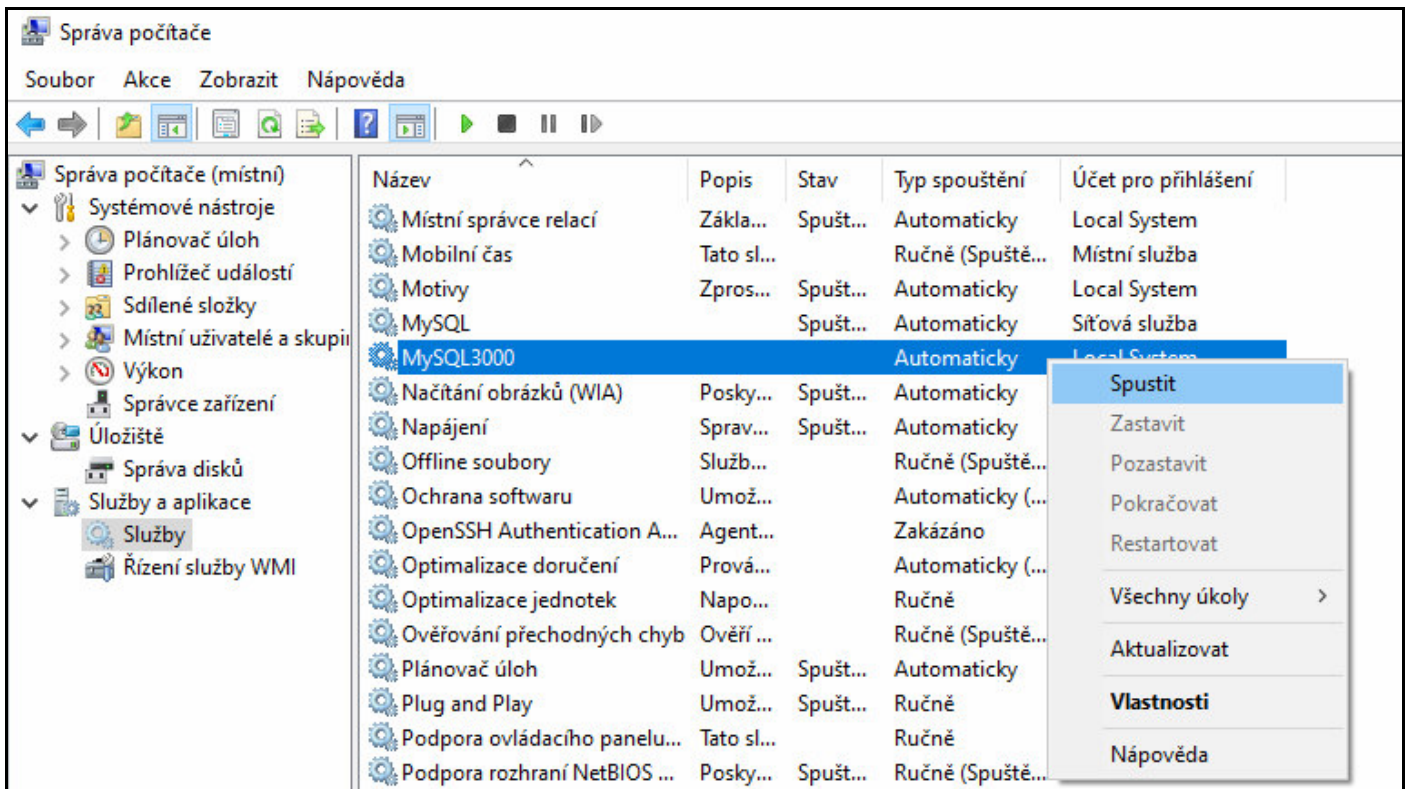 Správa počítače
Soubor Akce Zobrazit Nápověda
Správa počítače (místní)
Systémové nástroje
Plánovač úloh
Prohlížeč událostí
Sdílené složky
Místní uživatelé a skupin
Výkon
Správce zařízení
Úložiště
Správa disků
Služby a aplikace
Služby
Řízení služby WMI
Název Popis Stav Typ spouštění Účet pro přihlášení
Místní správce relací Zákla... Spušt... Automaticky Local System
Mobilní čas Tato sl... Ručně (Spuště... Místní služba
Motivy Zpros... Spušt... Automaticky Local System
MySQL Spušt... Automaticky Síťová služba
MySQL3000 Automaticky Local System
Načítání obrázků (WIA) Posky... Spušt... Automaticky
Napájení Sprav... Spušt... Automaticky
Offline soubory Služb... Ručně (Spuště...
Ochrana softwaru Umož... Automaticky (...
OpenSSH Authentication A... Agent... Zakázáno
Optimalizace doručení Prová... Automaticky (...
Optimalizace jednotek Napo... Ručně
Ověřování přechodných chyb Ověří ... Ručně (Spuště...
Plánovač úloh Umož... Spušt... Automaticky
Plug and Play Umož... Spušt... Ručně
Podpora ovládacího panelu... Tato sl... Ručně
Podpora rozhraní NetBIOS ... Posky... Spušt... Ručně (Spuště...
Spustit
Zastavit
Pozastavit
Pokračovat
Restartovat
Všechny úkoly
Aktualizovat
Vlastnosti
Nápověda